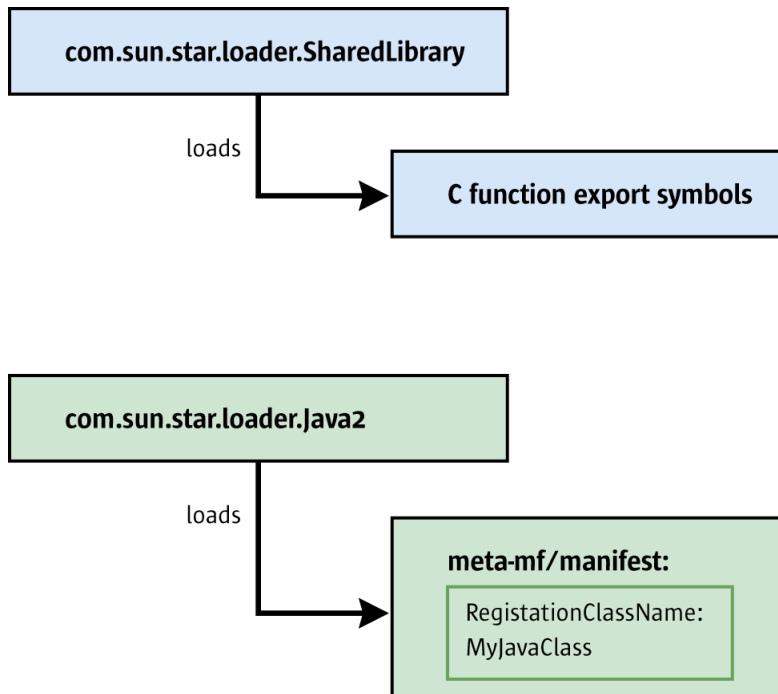 com.sun.star.loader.SharedLibrary
loads
C function export symbols
com.sun.star.loader.Java2
loads
meta-mf/manifest:
RegistationClassName:
MyJavaClass